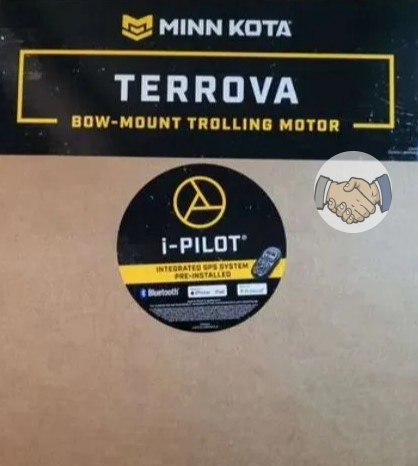 MINN KOTA
TERROVA
BOW-MOUNT TROLLING MOTOR
i-PILOT®
INTEGRATED GPS SYSTEM
PRE-INSTALLED
Bluetooth